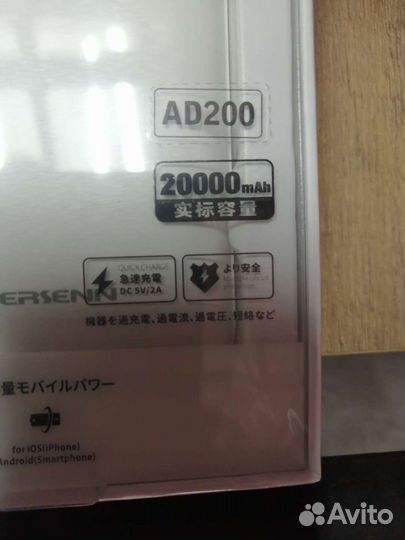 AD200
20000mAh
实标容量
QUICK CHARGE
急速充電
DC 5V/2A
より安全
ERSENN
機器を過充電、過電流、過電圧、短絡など
量モバイルパワー
for iOS(iPhone)
Android(Smartphone)
Avito